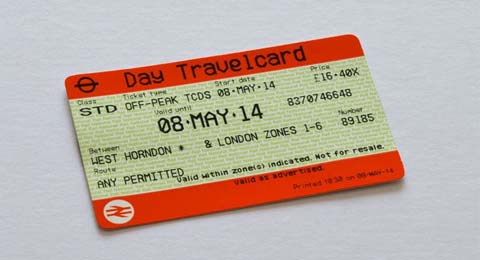 Day Travelcard
Class Ticket type Start date Price
STD OFF-PEAK TCDS 08·MAY·14 £16·40X
Valid until
08·MAY·14 8370746648
Between Number
WEST HORNDON * & LONDON ZONES 1-6 89185
Route
ANY PERMITTED Valid within zone(s) indicated. Not for resale.
Valid as advertised.
Printed 10:30 on 08-MAY-14